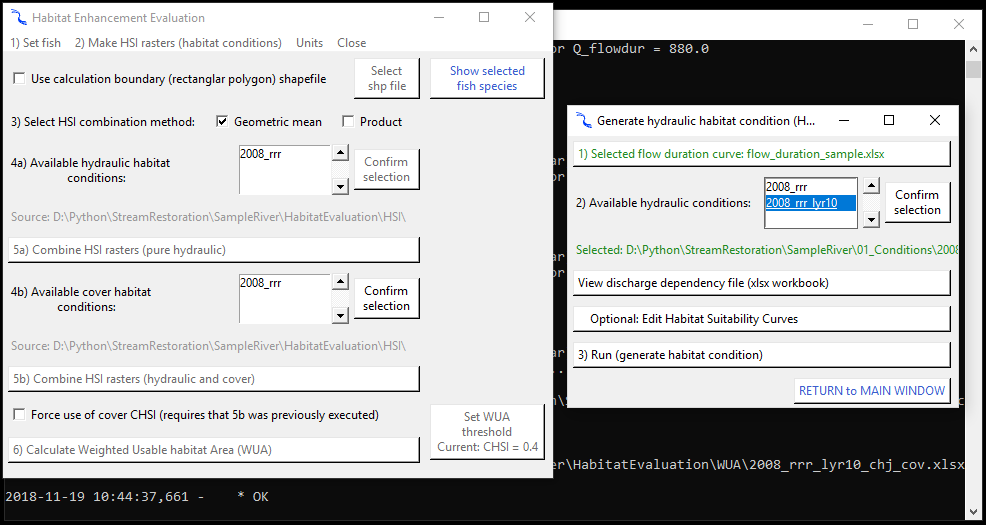 Habitat Enhancement Evaluation
1) Set fish 2) Make HSI rasters (habitat conditions) Units Close
Use calculation boundary (rectanglar polygon) shapefile
Select
shp file
Show selected
fish species
3) Select HSI combination method: Geometric mean Product
4a) Available hydraulic habitat
conditions:
2008_rrr
Confirm
selection
Source: D:\Python\StreamRestoration\SampleRiver\HabitatEvaluation\HSI\
5a) Combine HSI rasters (pure hydraulic)
4b) Available cover habitat
conditions:
2008_rrr
Confirm
selection
Source: D:\Python\StreamRestoration\SampleRiver\HabitatEvaluation\HSI\
5b) Combine HSI rasters (hydraulic and cover)
Force use of cover CHSI (requires that 5b was previously executed)
Set WUA
threshold
Current: CHSI = 0.4
6) Calculate Weighted Usable habitat Area (WUA)
or Q_flowdur = 880.0
Generate hydraulic habitat condition (H...
1) Selected flow duration curve: flow_duration_sample.xlsx
2) Available hydraulic conditions:
2008_rrr
2008_rrr_lyr10
Confirm
selection
Selected: D:\Python\StreamRestoration\SampleRiver\01_Conditions\2008
View discharge dependency file (xlsx workbook)
Optional: Edit Habitat Suitability Curves
3) Run (generate habitat condition)
RETURN to MAIN WINDOW
er\HabitatEvaluation\WUA\2008_rrr_lyr10_chj_cov.xlsx
2018-11-19 10:44:37,661 - * OK